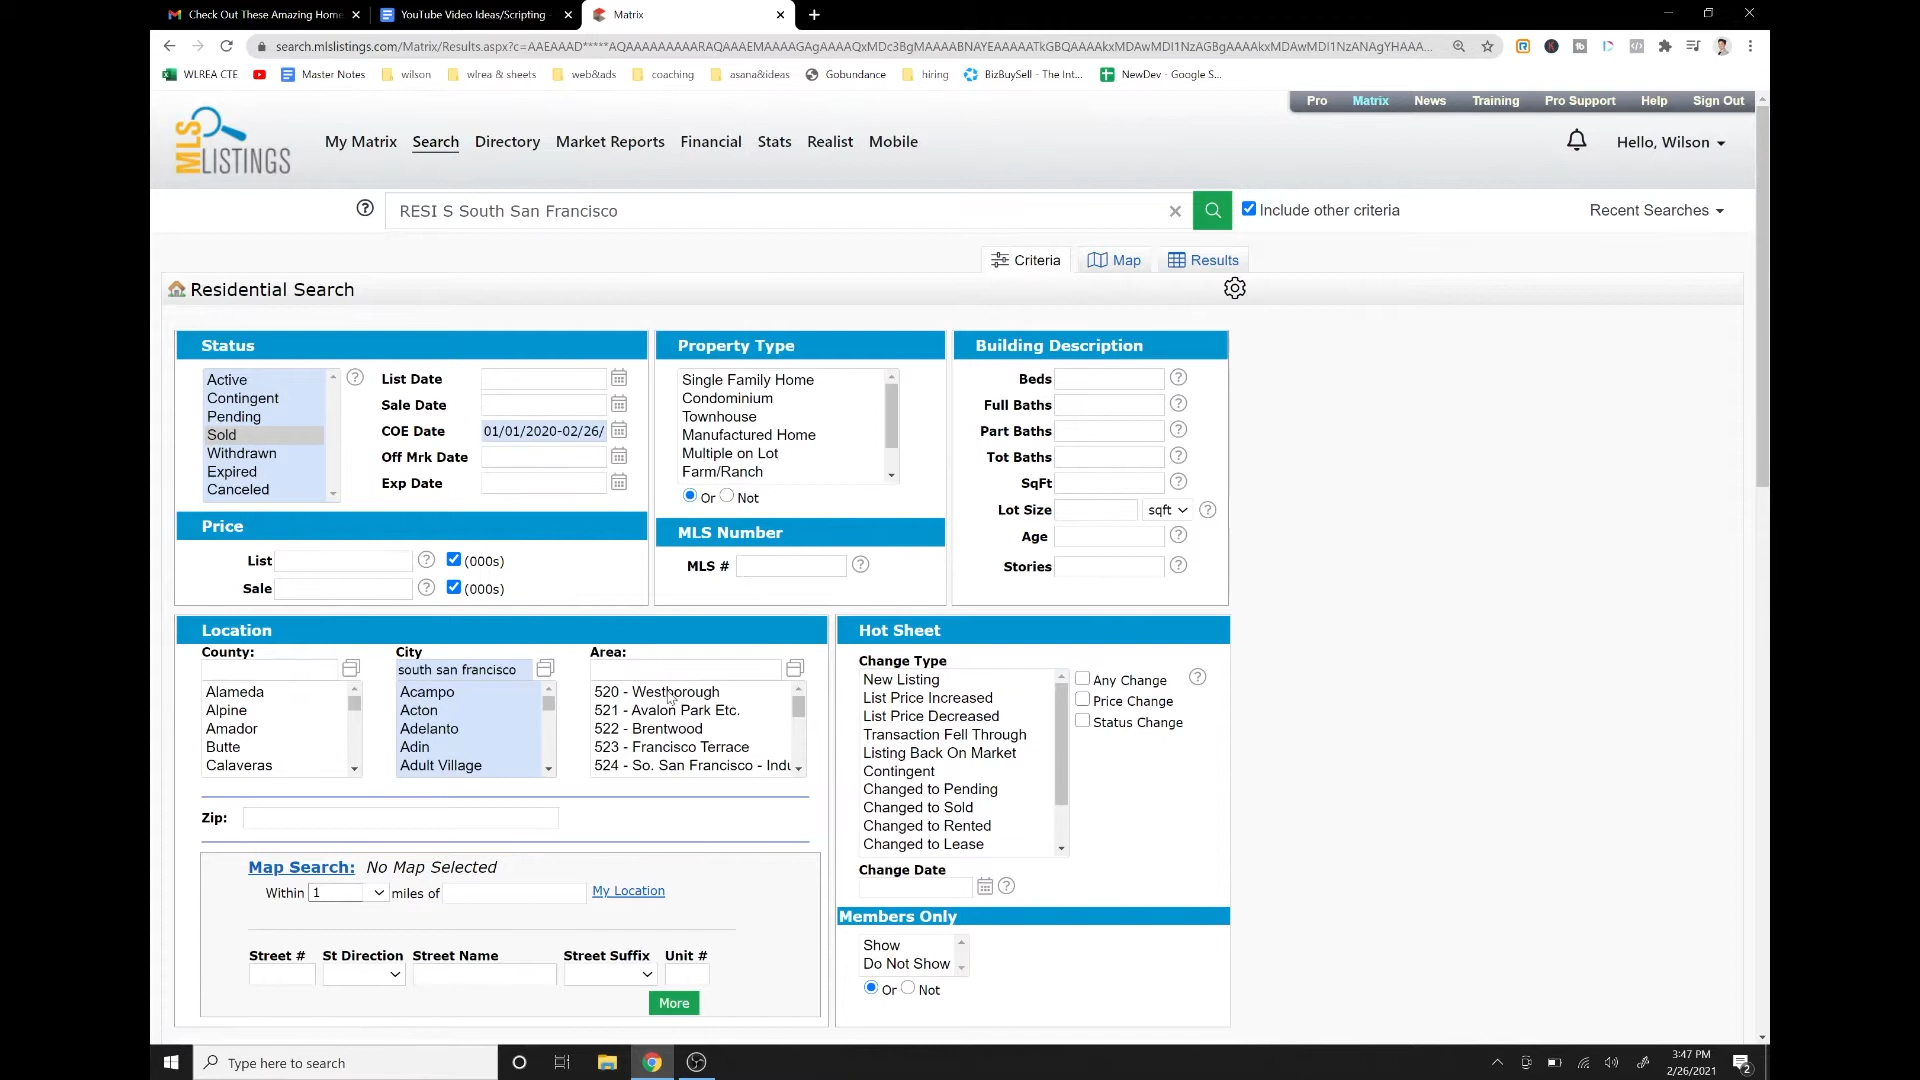 Check Out These Amazing Home
YouTube Video Ideas/Scripting
Matrix
search.mlslistings.com/Matrix/Results.aspx?c=AAEAAAD*****AQAAAAAAAAARAQAAAEMAAAAGAgAAAAQxMDc3BgMAAAABNAYEAAAAATkGBQAAAAkxMDAwMDI1NzAGBgAAAAkxMDAwMDI1NzANAgYHAAA...
WLREA CTE
Master Notes
wilson
wlrea & sheets
web&ads
coaching
asana&ideas
Gobundance
hiring
BizBuySell - The Int...
NewDev - Google S...
Pro Matrix News Training Pro Support Help Sign Out
MLS LISTINGS
My Matrix Search Directory Market Reports Financial Stats Realist Mobile
Hello, Wilson
RESI S South San Francisco
Include other criteria
Recent Searches
Criteria Map Results
Residential Search
Status
Active
Contingent
Pending
Sold
Withdrawn
Expired
Canceled
List Date
Sale Date
COE Date 01/01/2020-02/26/
Off Mrk Date
Exp Date
Price
List (000s)
Sale (000s)
Property Type
Single Family Home
Condominium
Townhouse
Manufactured Home
Multiple on Lot
Farm/Ranch
Or Not
MLS Number
MLS #
Building Description
Beds
Full Baths
Part Baths
Tot Baths
SqFt
Lot Size sqft
Age
Stories
Location
County:
Alameda
Alpine
Amador
Butte
Calaveras
City
south san francisco
Acampo
Acton
Adelanto
Adin
Adult Village
Area:
520 - Westborough
521 - Avalon Park Etc.
522 - Brentwood
523 - Francisco Terrace
524 - So. San Francisco - Indu
Zip:
Map Search: No Map Selected
Within 1 miles of My Location
Street # St Direction Street Name Street Suffix Unit #
More
Hot Sheet
Change Type
New Listing
List Price Increased
List Price Decreased
Transaction Fell Through
Listing Back On Market
Contingent
Changed to Pending
Changed to Sold
Changed to Rented
Changed to Lease
Any Change
Price Change
Status Change
Change Date
Members Only
Show
Do Not Show
Or Not
Type here to search
3:47 PM
2/26/2021
2